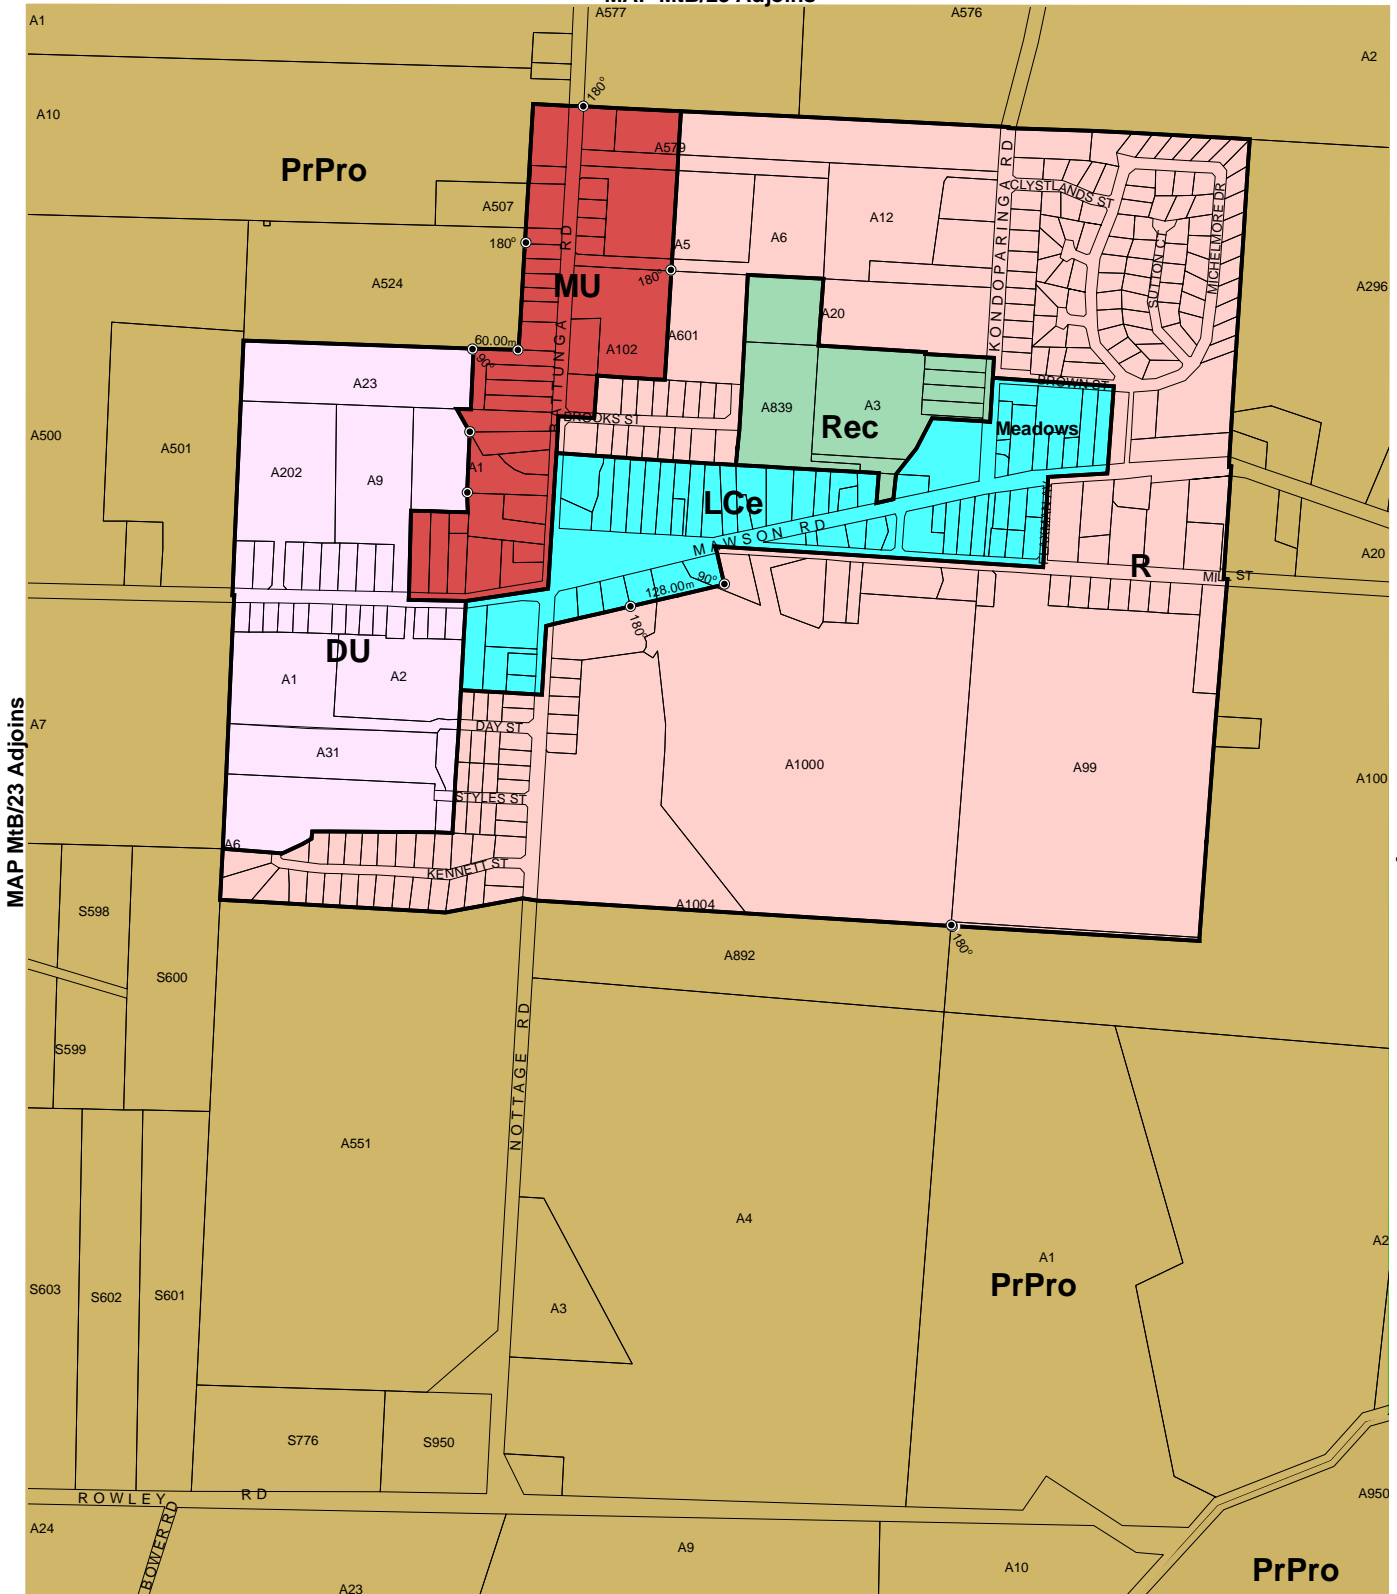 A1
A577
A576
A2
A10
180°
A579
PrPro
KONDOPARINGA RD
CLYSTLANDS ST
MICHELMORE DR
SUTTON CT
A507
A12
A6
A5
180°
180°
RD
A524
MU
A296
A20
60.00m
90°
A102
A601
A23
BROWN ST
A839
A3
BROOKS ST
Rec
Meadows
A500
A501
A202
A9
A1
LCe
MAWSON RD
A20
R
MILL ST
90°
128.00m
180°
DU
A1
A2
A7
DAY ST
MAP MtB/23 Adjoins
A31
A1000
A99
A100
STYLES ST
A6
KENNETT ST
S598
A1004
180°
A892
S600
NOTTAGE RD
S599
A551
A4
A1
A2
PrPro
S603
S602
S601
A3
S776
S950
ROWLEY RD
A950
BOWER RD
A24
A9
A10
PrPro
A23